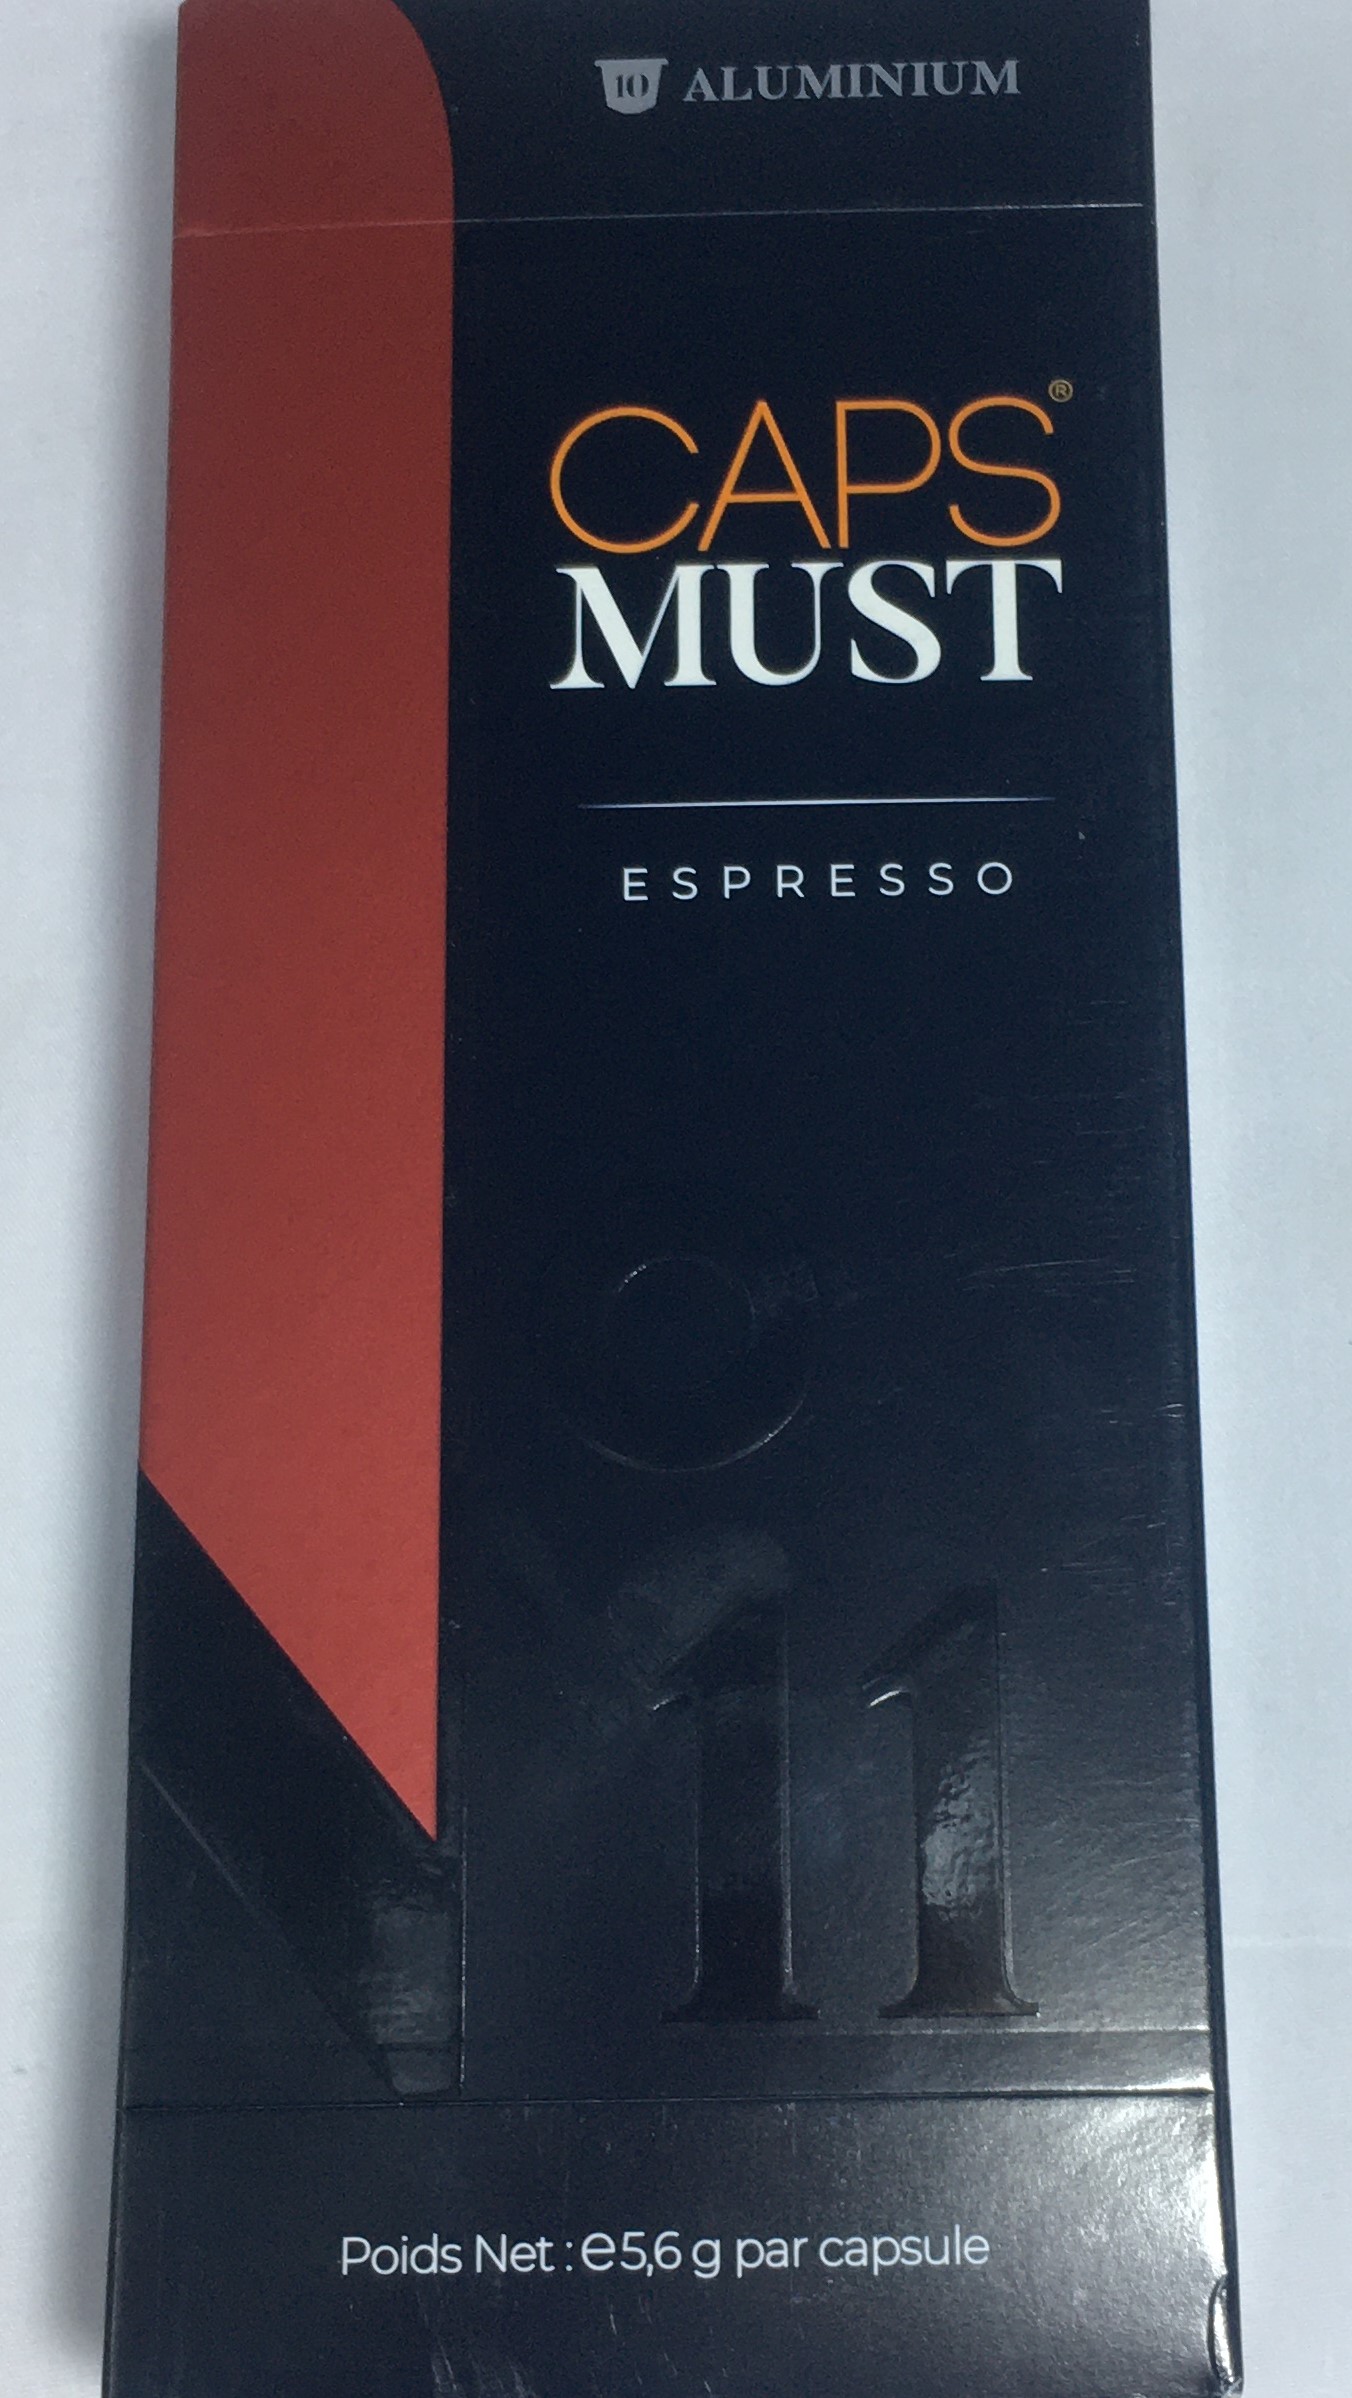 10 ALUMINIUM
CAPS®
MUST
ESPRESSO
11
Poids Net : ℮5,6 g par capsule